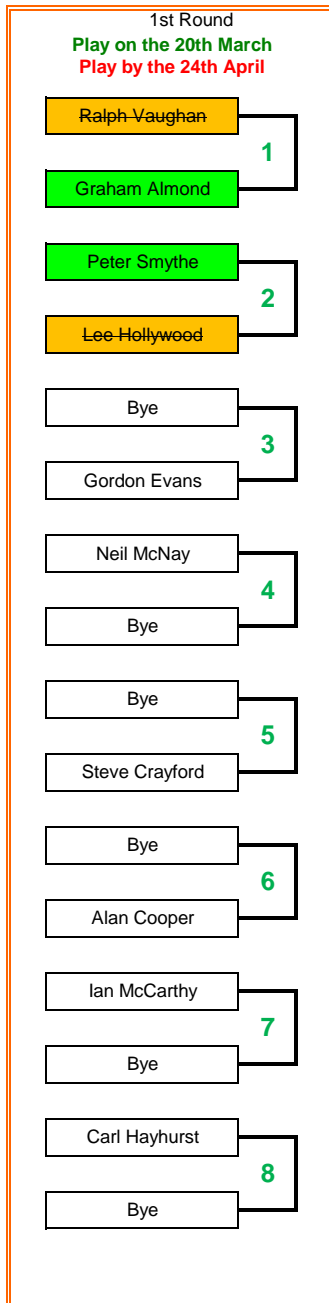 1st Round
Play on the 20th March
Play by the 24th April
Ralph Vaughan
1
Graham Almond
Peter Smythe
2
Lee Hollywood
Bye
3
Gordon Evans
Neil McNay
4
Bye
Bye
5
Steve Crayford
Bye
6
Alan Cooper
Ian McCarthy
7
Bye
Carl Hayhurst
8
Bye